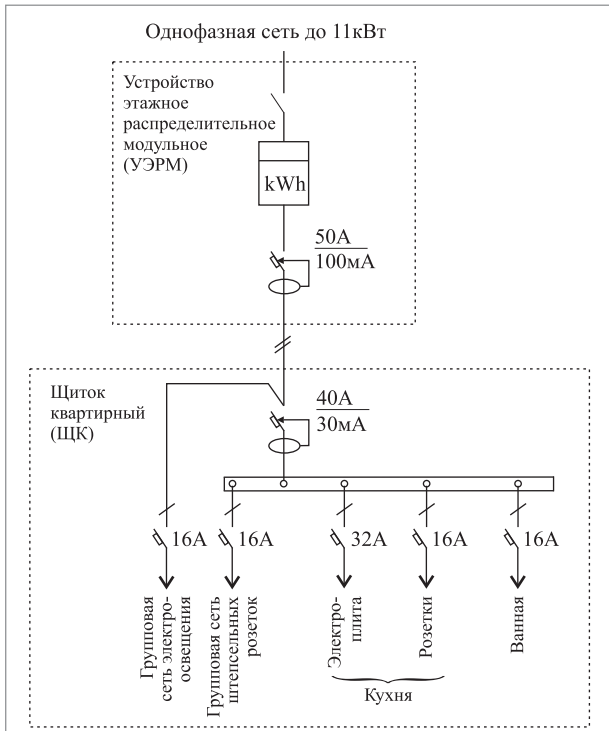 Однофазная сеть до 11кВт
Устройство
этажное
распределительное
модульное
(УЭРМ)
kWh
50А
100мА
Щиток
квартирный
(ЩК)
40А
30мА
16А
16А
32А
16А
16А
Групповая
сеть электро-
освещения
Групповая сеть
штепсельных
розеток
Электро-
плита
Розетки
Ванная
Кухня